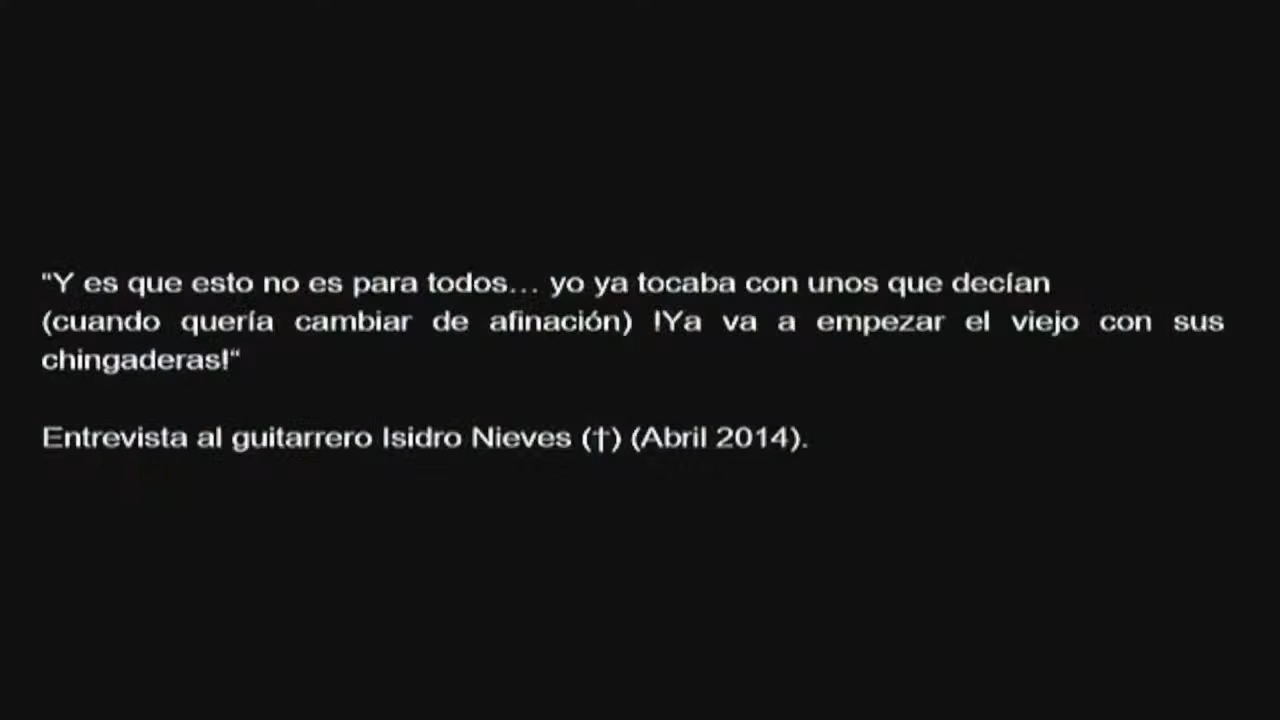 "Y es que esto no es para todos... yo ya tocaba con unos que decían
(cuando quería cambiar de afinación) !Ya va a empezar el viejo con sus
chingaderas!"
Entrevista al guitarrero Isidro Nieves (†) (Abril 2014).